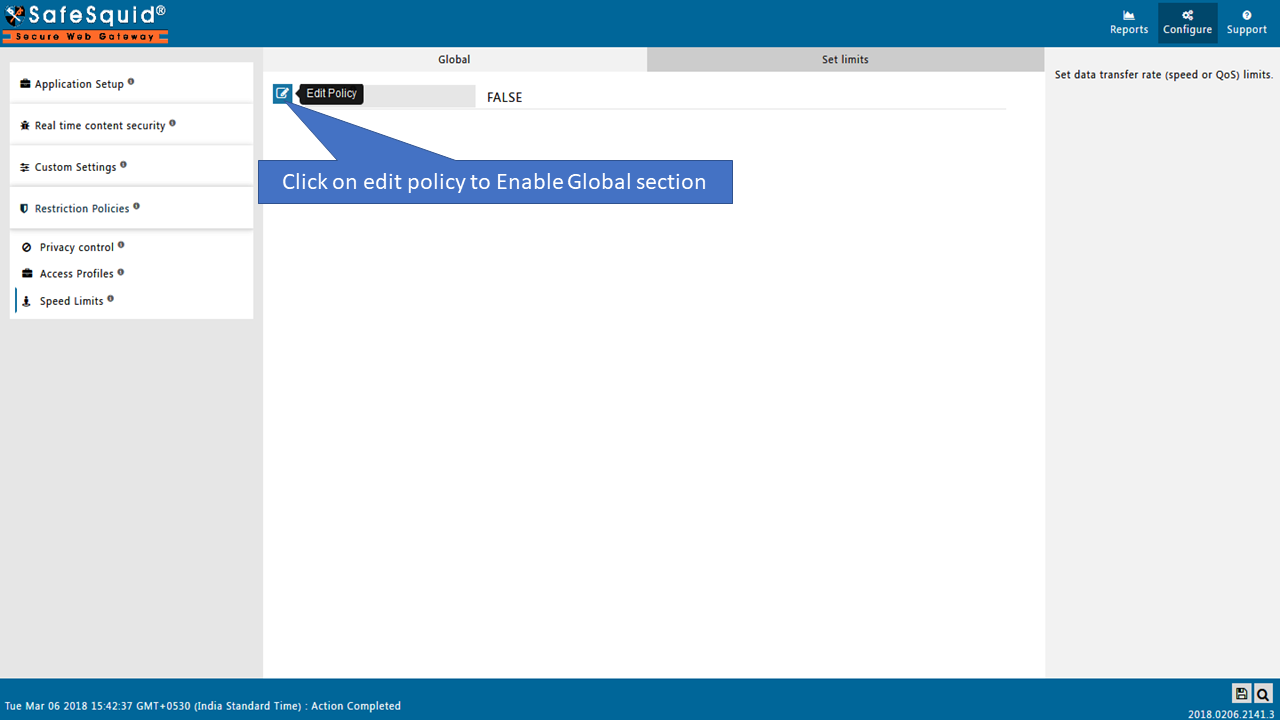 SafeSquid®
Secure Web Gateway
Reports
Configure
Support
Application Setup
Real time content security
Custom Settings
Restriction Policies
Privacy control
Access Profiles
Speed Limits
Global
Set limits
Edit Policy
FALSE
Click on edit policy to Enable Global section
Set data transfer rate (speed or QoS) limits.
Tue Mar 06 2018 15:42:37 GMT+0530 (India Standard Time) : Action Completed
2018.0206.2141.3